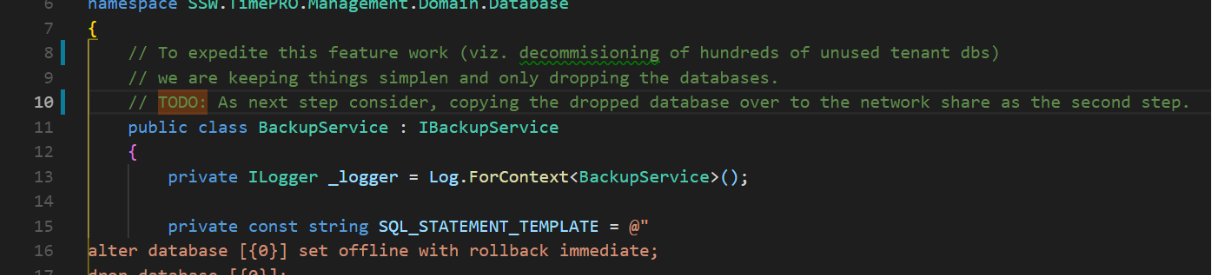 6 namespace SSW.TimePRO.Management.Domain.Database
7 {
8 // To expedite this feature work (viz. decommisioning of hundreds of unused tenant dbs)
9 // we are keeping things simplen and only dropping the databases.
10 // TODO: As next step consider, copying the dropped database over to the network share as the second step.
11 public class BackupService : IBackupService
12 {
13 private ILogger _logger = Log.ForContext<BackupService>();
14
15 private const string SQL_STATEMENT_TEMPLATE = @"
16 alter database [{0}] set offline with rollback immediate;
17 drop database [{0}];